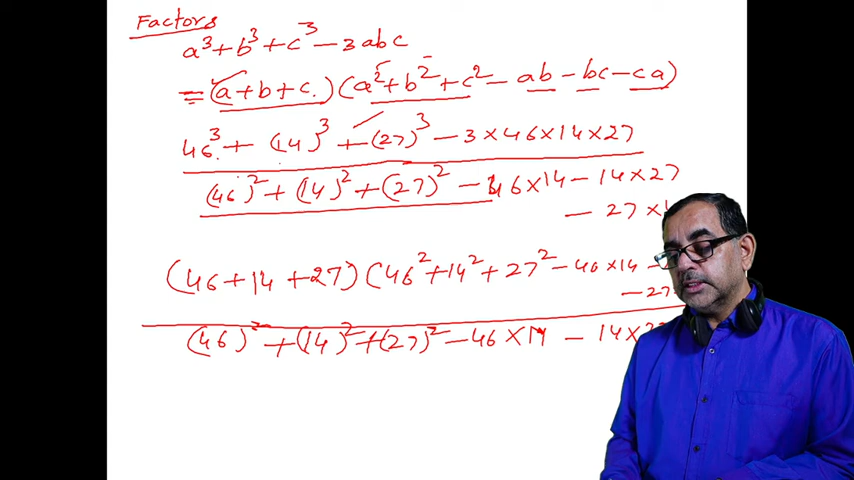 Factors
a³+b³+c³-3abc
=(a+b+c)(a²+b²+c²-ab-bc-ca)
46³+(14)³+(27)³-3×46×14×27
(46)²+(14)²+(27)²-46×14-14×27
-27×
(46+14+27)(46²+14²+27²-46×14-
-27
(46)²+(14)²+(27)²-46×14-14×